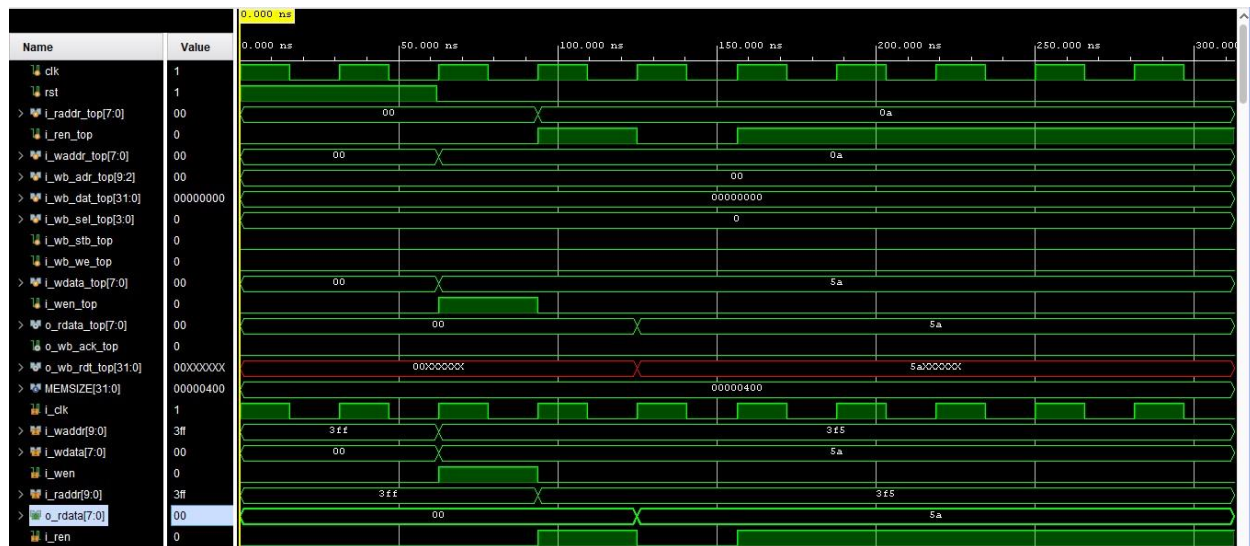 0.000 ns
Name Value 0.000 ns 50.000 ns 100.000 ns 150.000 ns 200.000 ns 250.000 ns 300.00
clk 1
rst 1
i_raddr_top[7:0] 00 00 0a
i_ren_top 0
i_waddr_top[7:0] 00 00 0a
i_wb_adr_top[9:2] 00 00
i_wb_dat_top[31:0] 00000000 00000000
i_wb_sel_top[3:0] 0 0
i_wb_stb_top 0
i_wb_we_top 0
i_wdata_top[7:0] 00 00 5a
i_wen_top 0
o_rdata_top[7:0] 00 00 5a
o_wb_ack_top 0
o_wb_rdt_top[31:0] 00XXXXXX 00XXXXXX 5aXXXXXX
MEMSIZE[31:0] 00000400 00000400
i_clk 1
i_waddr[9:0] 3ff 3ff 3f5
i_wdata[7:0] 00 00 5a
i_wen 0
i_raddr[9:0] 3ff 3ff 3f5
o_rdata[7:0] 00 00 5a
i_ren 0